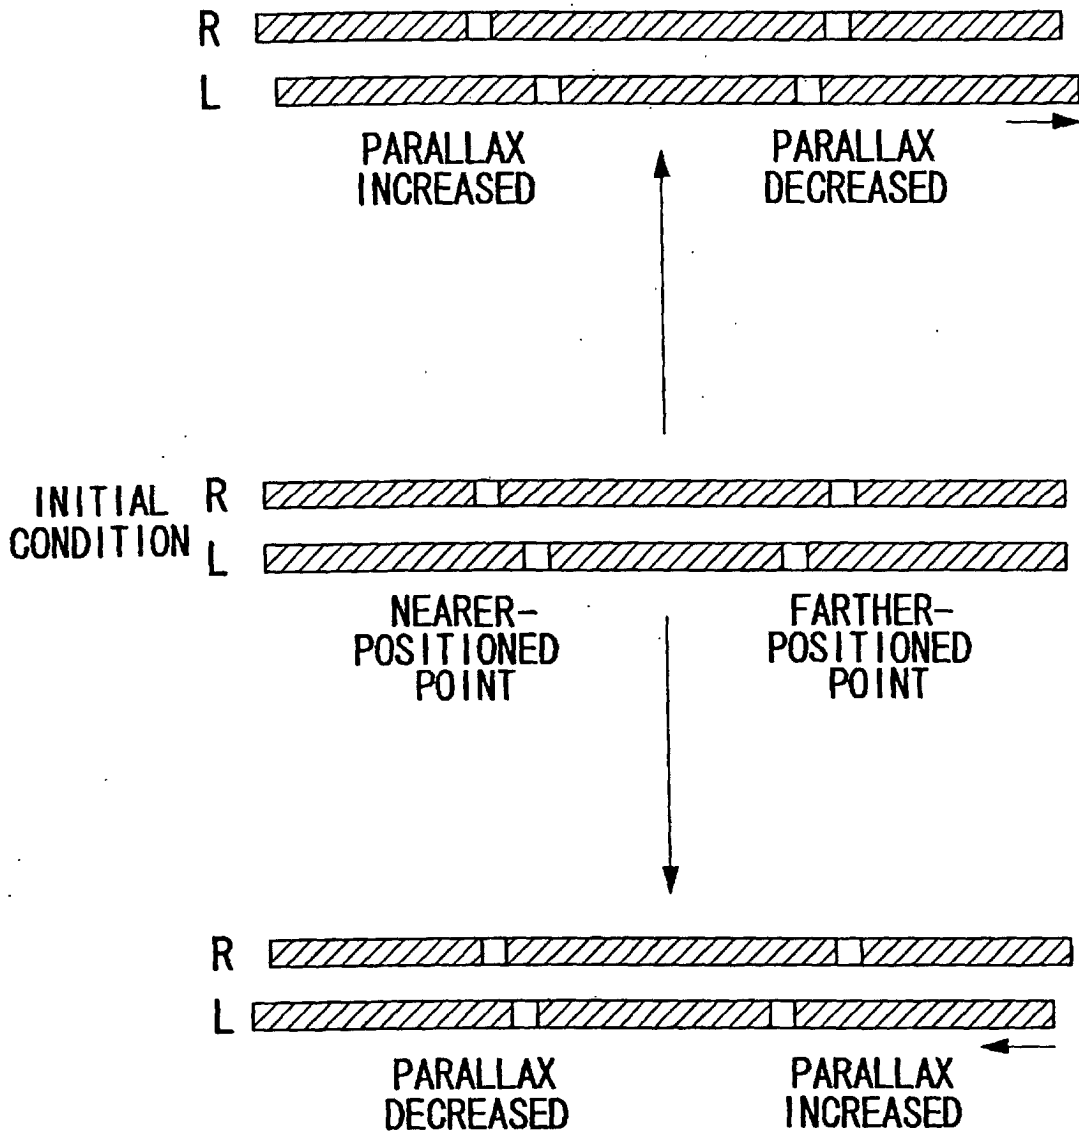 R
L
PARALLAX
INCREASED
PARALLAX
DECREASED
INITIAL
CONDITION
R
L
NEARER-
POSITIONED
POINT
FARTHER-
POSITIONED
POINT
R
L
PARALLAX
DECREASED
PARALLAX
INCREASED